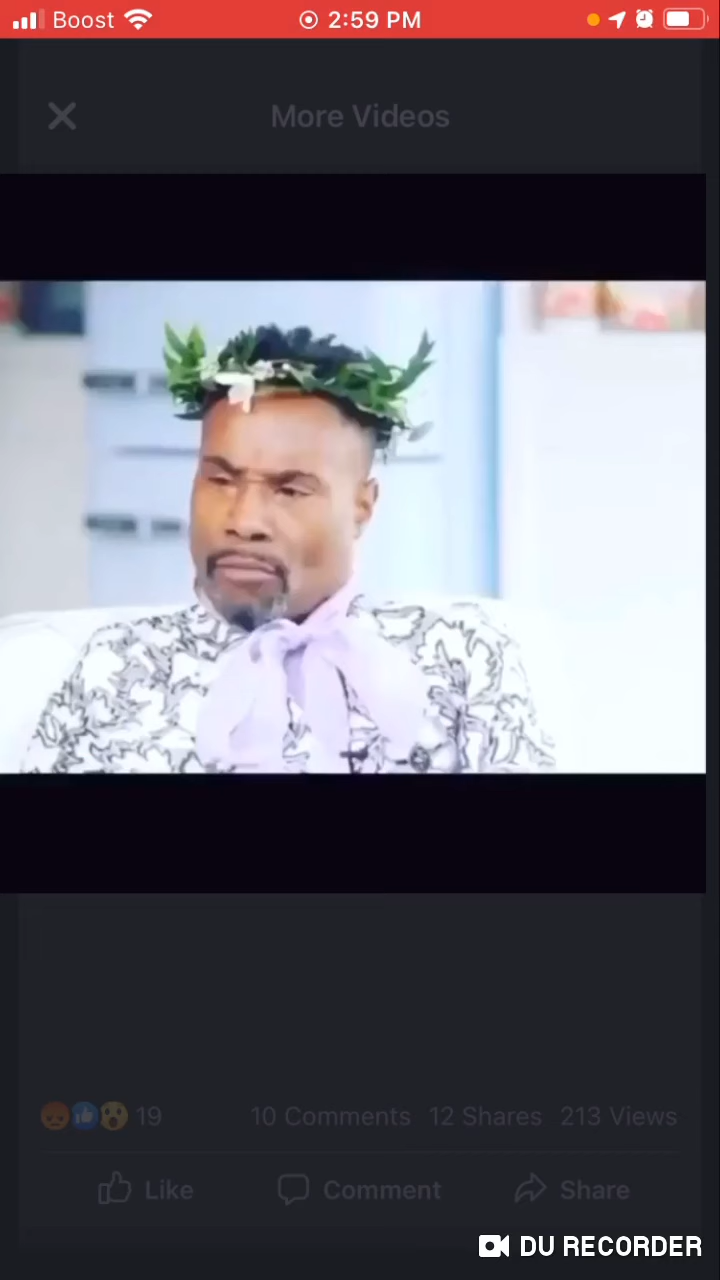 Boost 2:59 PM
More Videos
19 10 Comments 12 Shares 213 Views
Like Comment Share
DU RECORDER